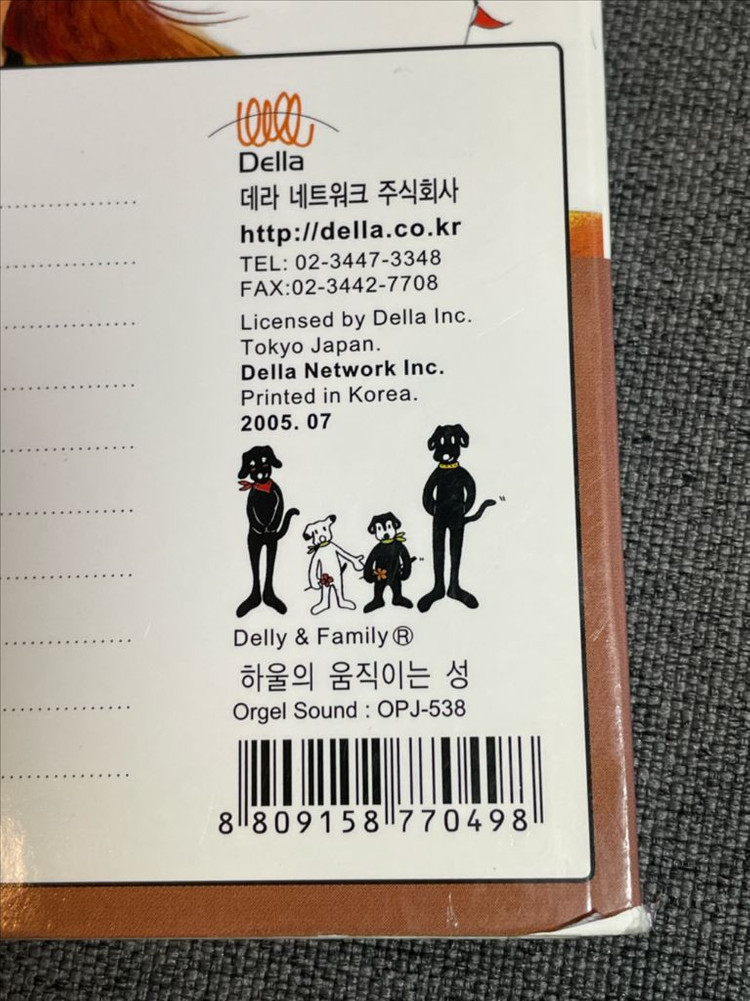 Della
데라 네트워크 주식회사
http://della.co.kr
TEL: 02-3447-3348
FAX:02-3442-7708
Licensed by Della Inc.
Tokyo Japan.
Della Network Inc.
Printed in Korea.
2005. 07
Delly & Family®
하울의 움직이는 성
Orgel Sound : OPJ-538
8 809158 770498